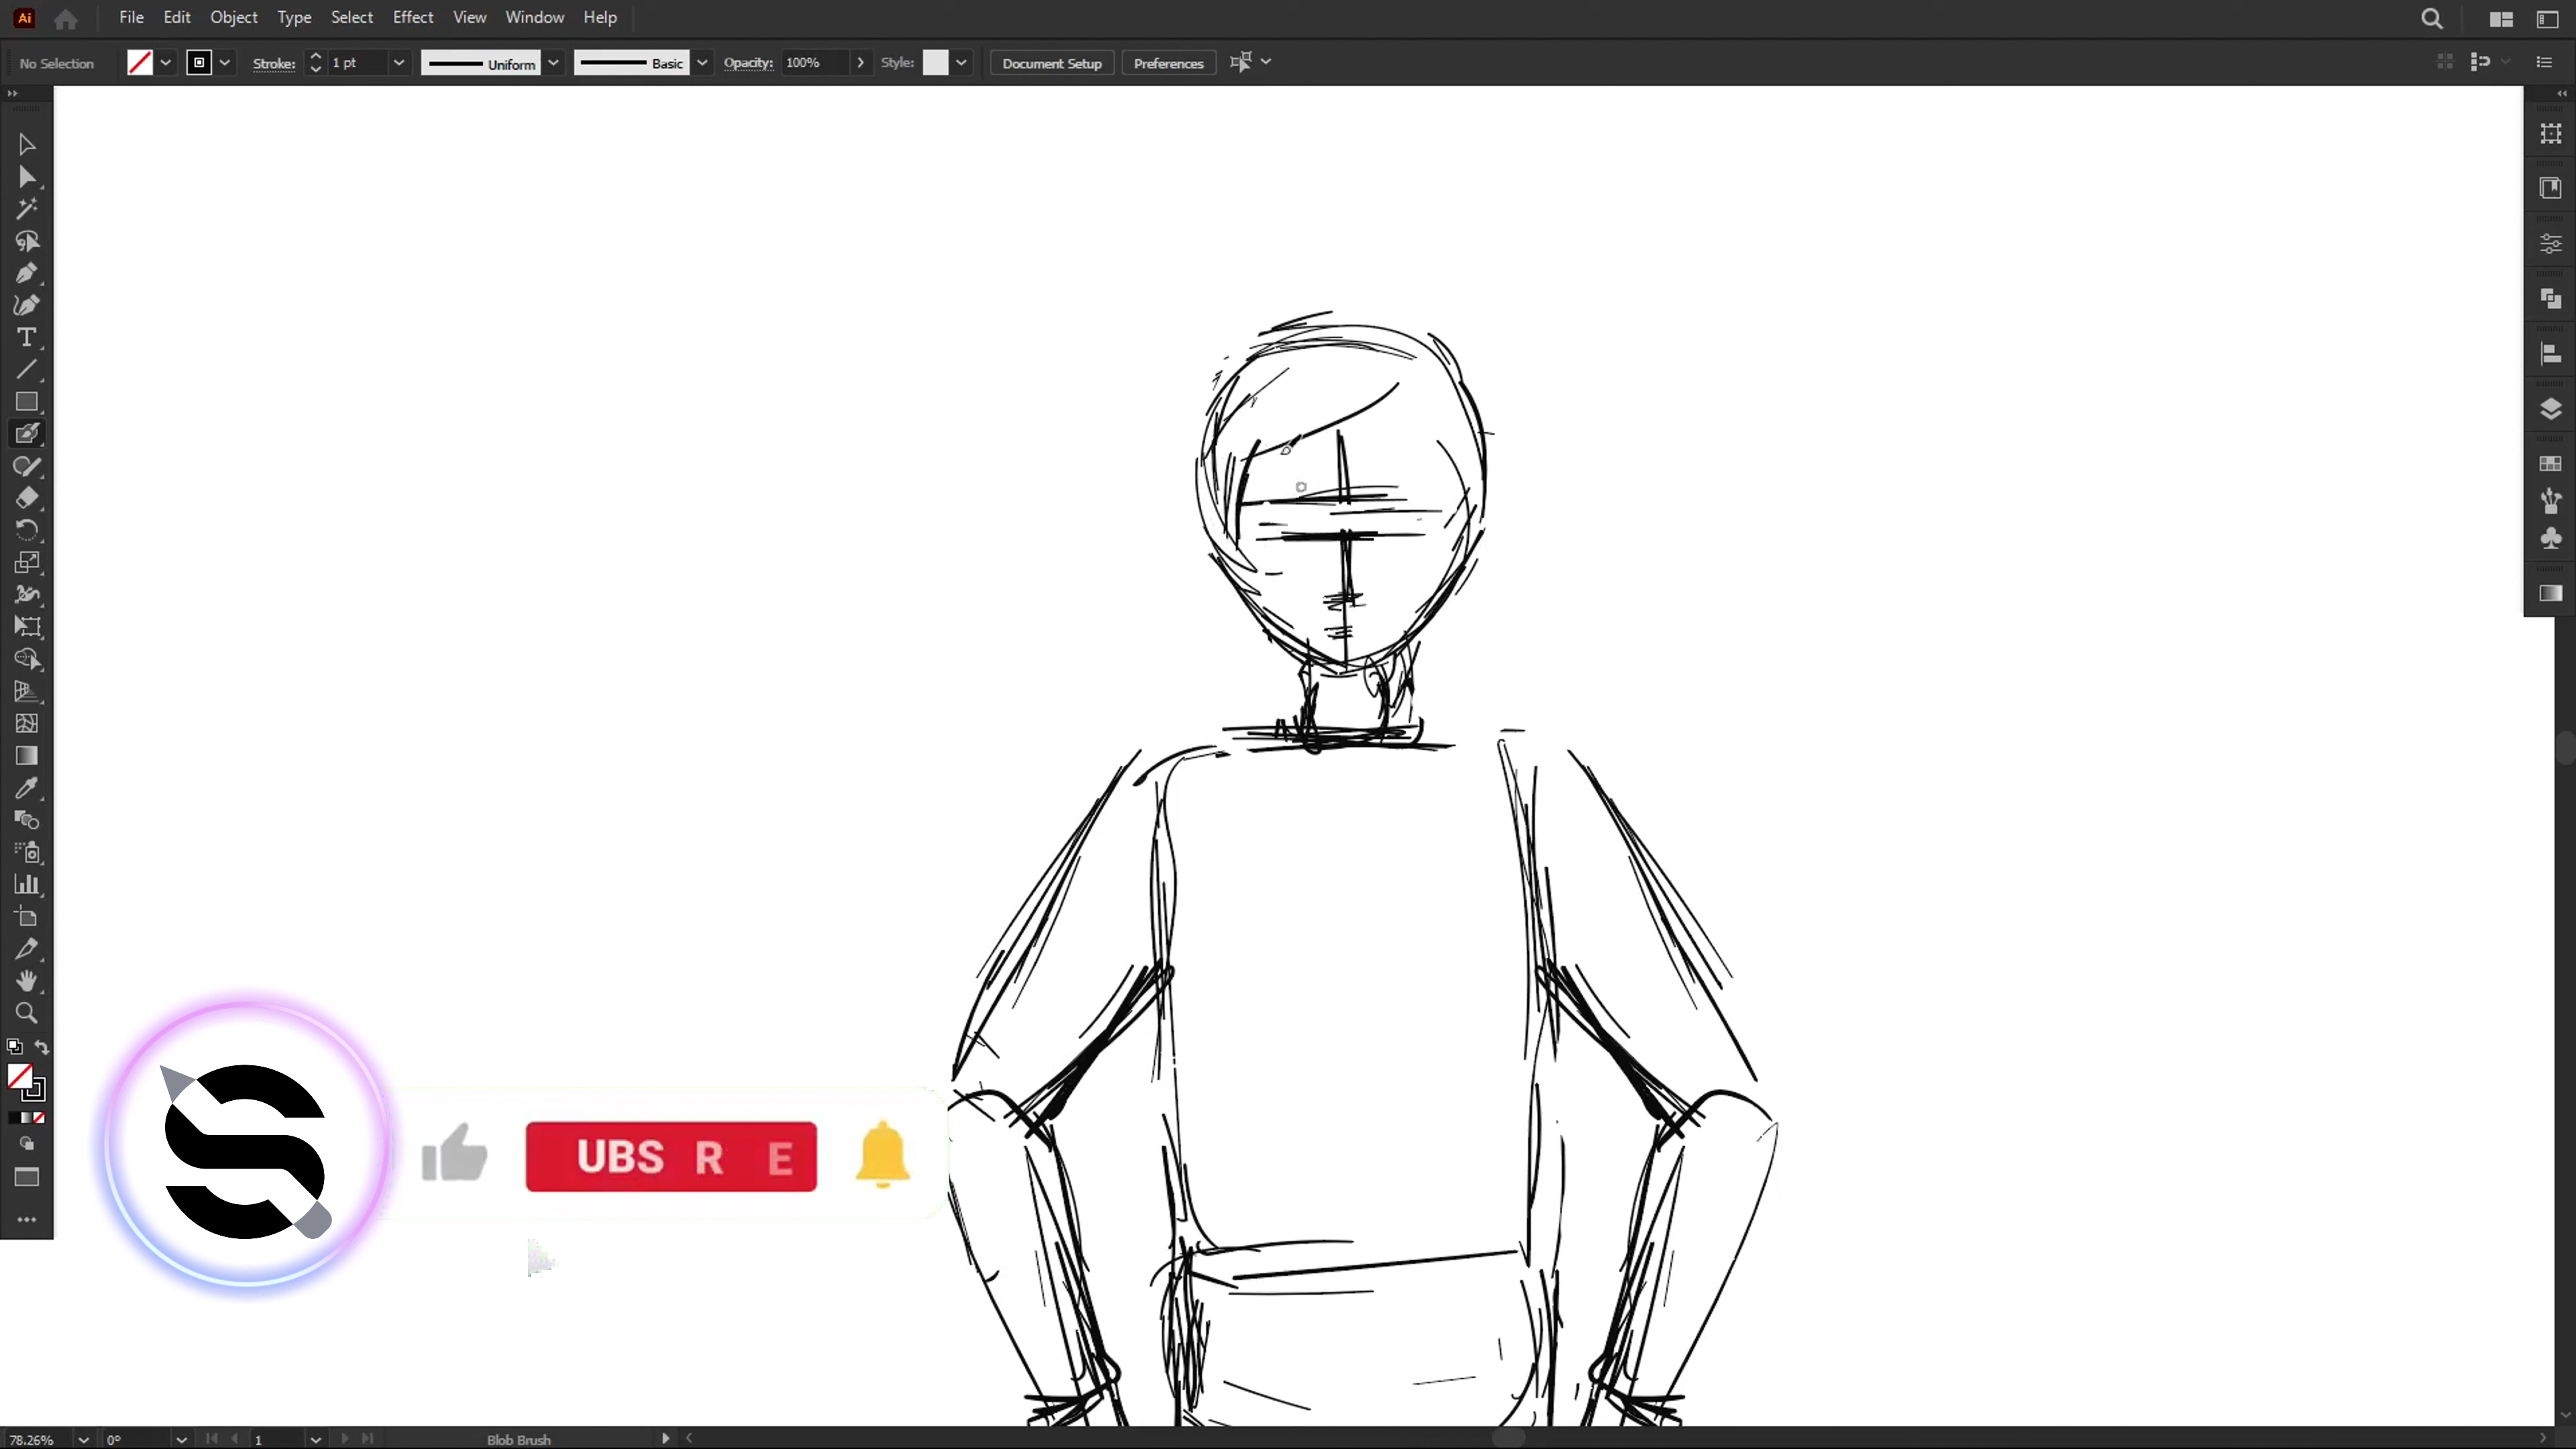 Ai File Edit Object Type Select Effect View Window Help
No Selection Stroke: 1 pt Uniform Basic Opacity: 100% Style: Document Setup Preferences
UBS R E
78.26% 0° 1 Blob Brush